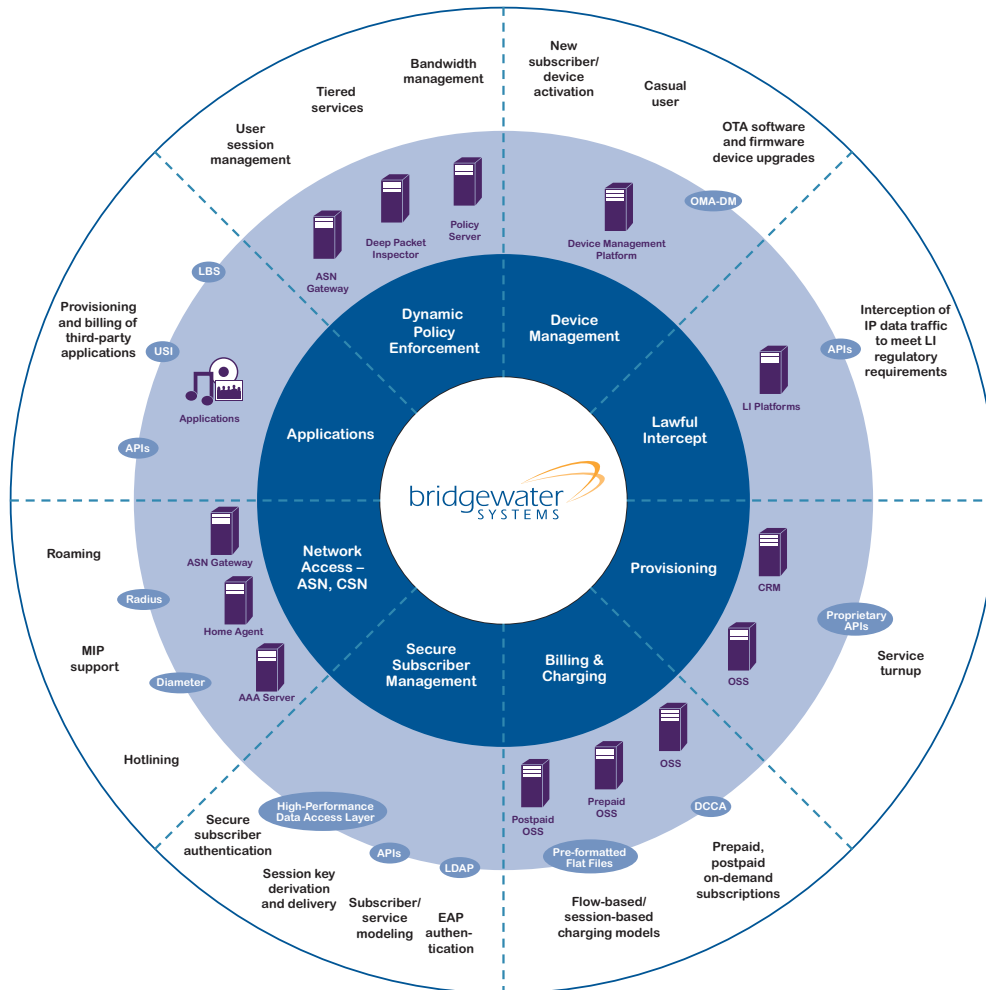 New
subscriber/
device
activation
Casual
user
OTA software
and firmware
device upgrades
OMA-DM
Device Management
Platform
Device
Management
Interception of
IP data traffic
to meet LI
regulatory
requirements
APIs
LI Platforms
Lawful
Intercept
Provisioning
CRM
OSS
Proprietary
APIs
Service
turnup
Billing &
Charging
OSS
Prepaid
OSS
Postpaid
OSS
DCCA
Pre-formatted
Flat Files
Prepaid,
postpaid
on-demand
subscriptions
Flow-based/
session-based
charging models
Secure
Subscriber
Management
High-Performance
Data Access Layer
APIs
LDAP
Secure
subscriber
authentication
Session key
derivation
and delivery
Subscriber/
service
modeling
EAP
authen-
tication
Network
Access –
ASN, CSN
ASN Gateway
Home Agent
AAA Server
Radius
Diameter
Roaming
MIP
support
Hotlining
Applications
Applications
LBS
USI
APIs
Provisioning
and billing of
third-party
applications
Dynamic
Policy
Enforcement
ASN
Gateway
Deep Packet
Inspector
Policy
Server
User
session
management
Tiered
services
Bandwidth
management
bridgewater
SYSTEMS